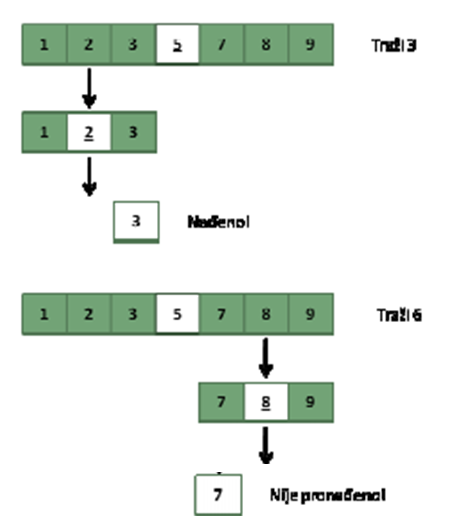 1 2 3 5 7 8 9 Traži 3
1 2 3
3 Nađeno!
1 2 3 5 7 8 9 Traži 6
7 8 9
7 Nije pronađeno!